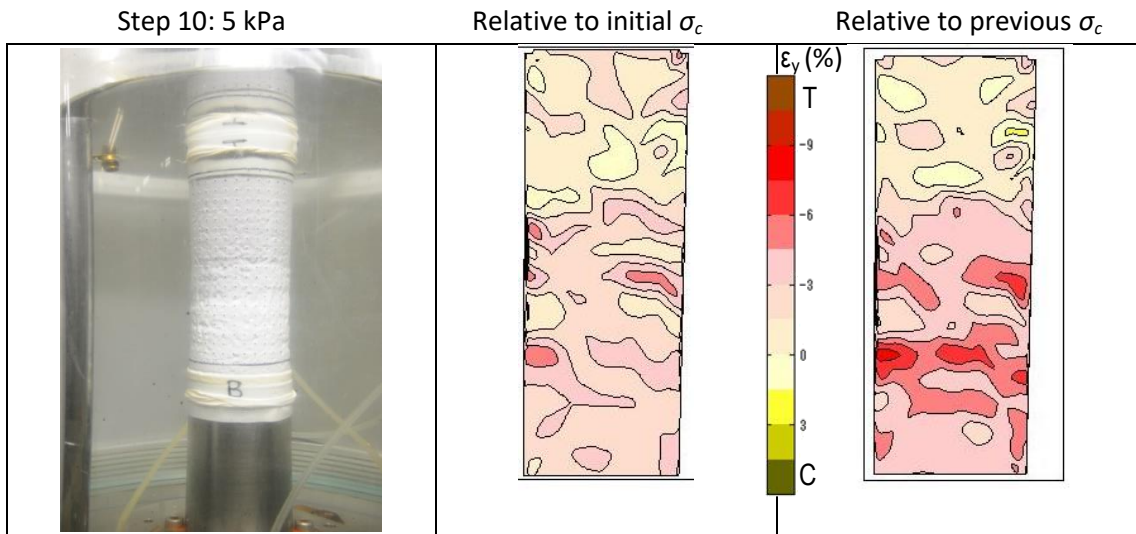 Step 10: 5 kPa
Relative to initial σc
Relative to previous σc
εy (%)
T
-9
-6
-3
0
3
C
B